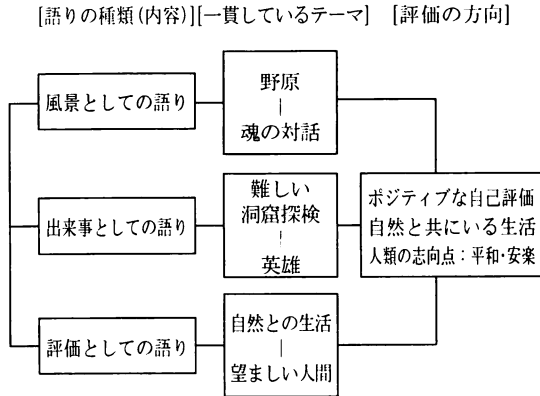 [語りの種類(内容)][一貫しているテーマ] [評価の方向]
風景としての語り
野原
|
魂の対話
出来事としての語り
難しい
洞窟探検
|
英雄
ポジティブな自己評価
自然と共にいる生活
人類の志向点：平和・安楽
評価としての語り
自然との生活
|
望ましい人間